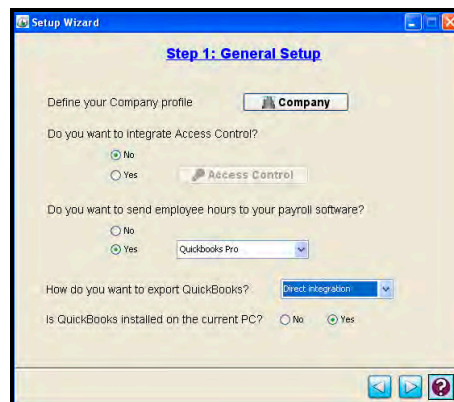 Setup Wizard
Step 1: General Setup
Define your Company profile
Company
Do you want to integrate Access Control?
No
Yes
Access Control
Do you want to send employee hours to your payroll software?
No
Yes
Quickbooks Pro
How do you want to export QuickBooks?
Direct integration
Is QuickBooks installed on the current PC?
No
Yes
?